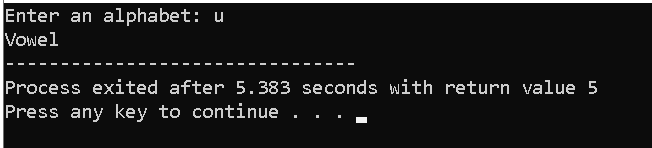 Enter an alphabet: u
Vowel
--------------------------------
Process exited after 5.383 seconds with return value 5
Press any key to continue . . .